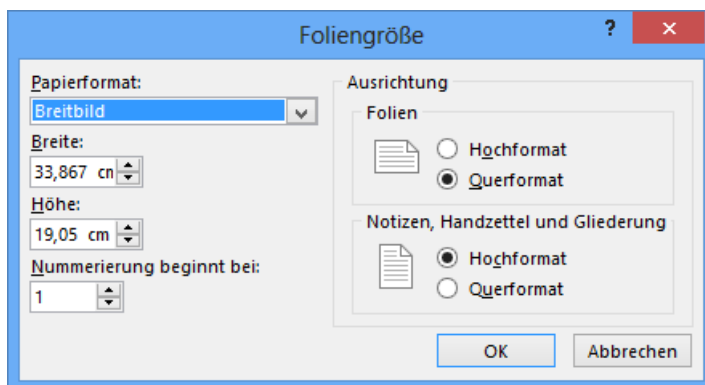 Foliengröße
?
Papierformat:
Breitbild
Breite:
33,867 cm
Höhe:
19,05 cm
Nummerierung beginnt bei:
1
Ausrichtung
Folien
Hochformat
Querformat
Notizen, Handzettel und Gliederung
Hochformat
Querformat
OK
Abbrechen